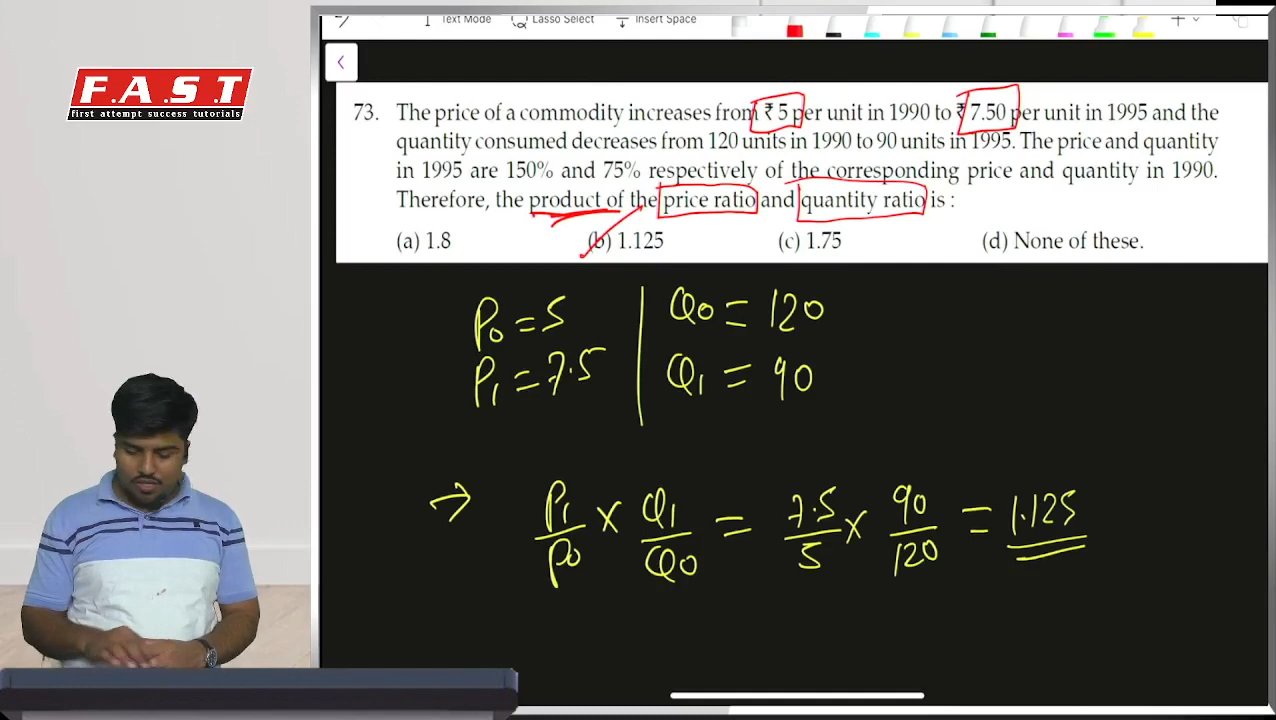 Text Mode Lasso Select Insert Space
F.A.S.T
first attempt success tutorials
73. The price of a commodity increases from ₹ 5 per unit in 1990 to ₹ 7.50 per unit in 1995 and the
quantity consumed decreases from 120 units in 1990 to 90 units in 1995. The price and quantity
in 1995 are 150% and 75% respectively of the corresponding price and quantity in 1990.
Therefore, the product of the price ratio and quantity ratio is :
(a) 1.8 (b) 1.125 (c) 1.75 (d) None of these.
P0 = 5 | Q0 = 120
P1 = 7.5 | Q1 = 90
→ P1/P0 × Q1/Q0 = 7.5/5 × 90/120 = 1.125